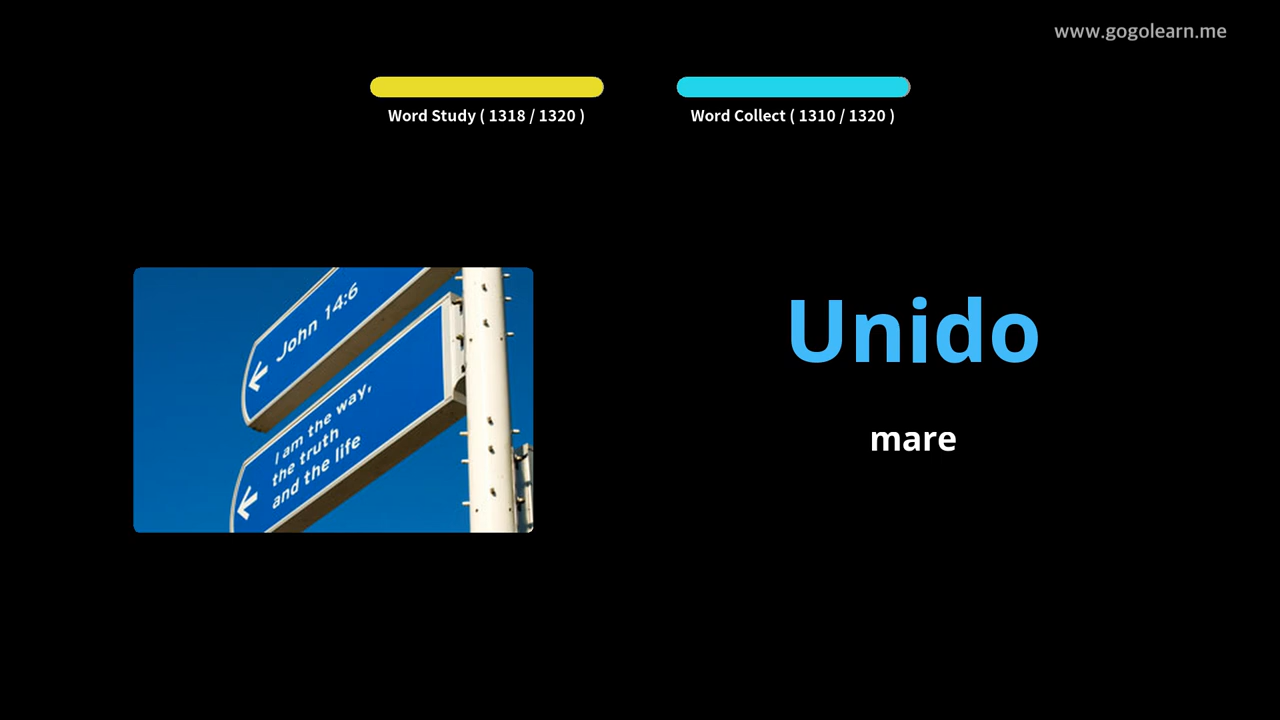 www.gogolearn.me
Word Study ( 1318 / 1320 )
Word Collect ( 1310 / 1320 )
John 14:6
I am the way,
the truth
and the life
Unido
mare